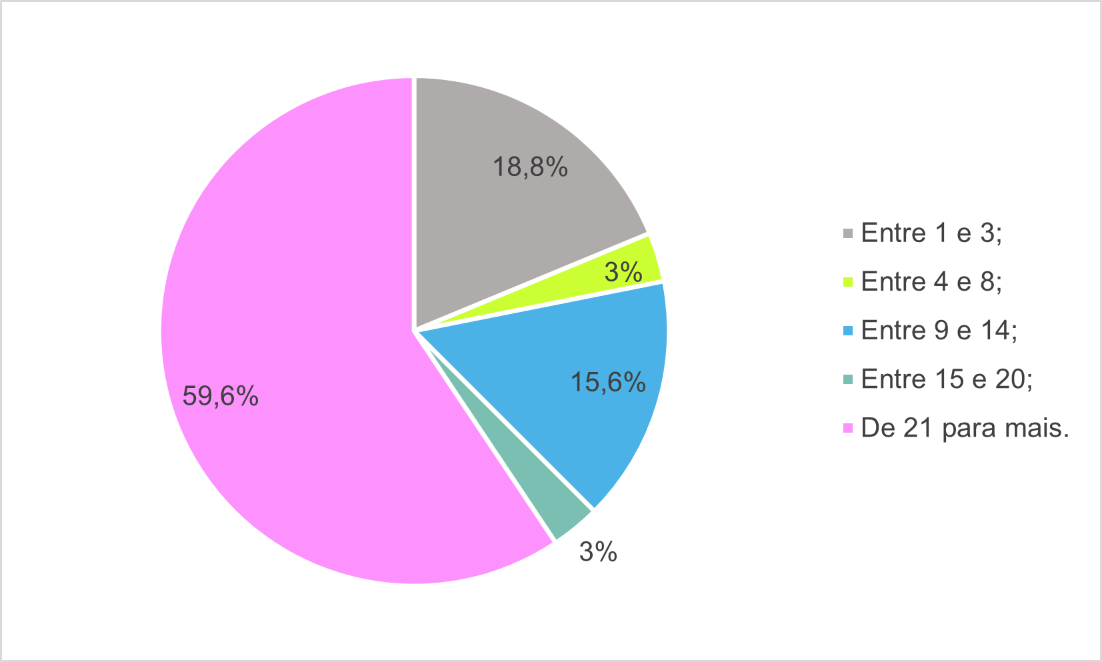 18,8%
3%
15,6%
3%
59,6%
Entre 1 e 3;
Entre 4 e 8;
Entre 9 e 14;
Entre 15 e 20;
De 21 para mais.